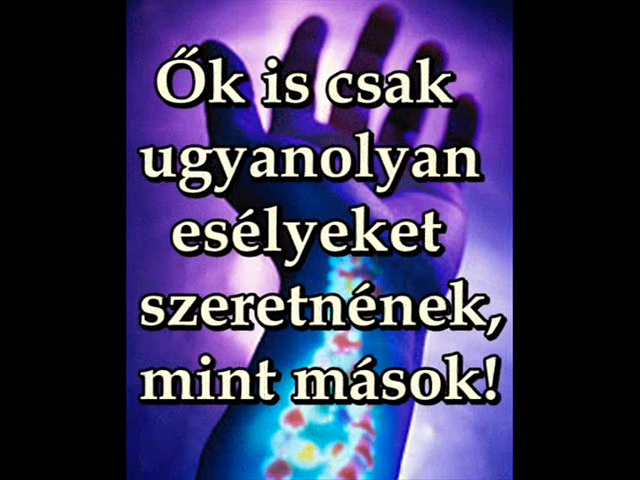 Ők is csak
ugyanolyan
esélyeket
szeretnének,
mint mások!